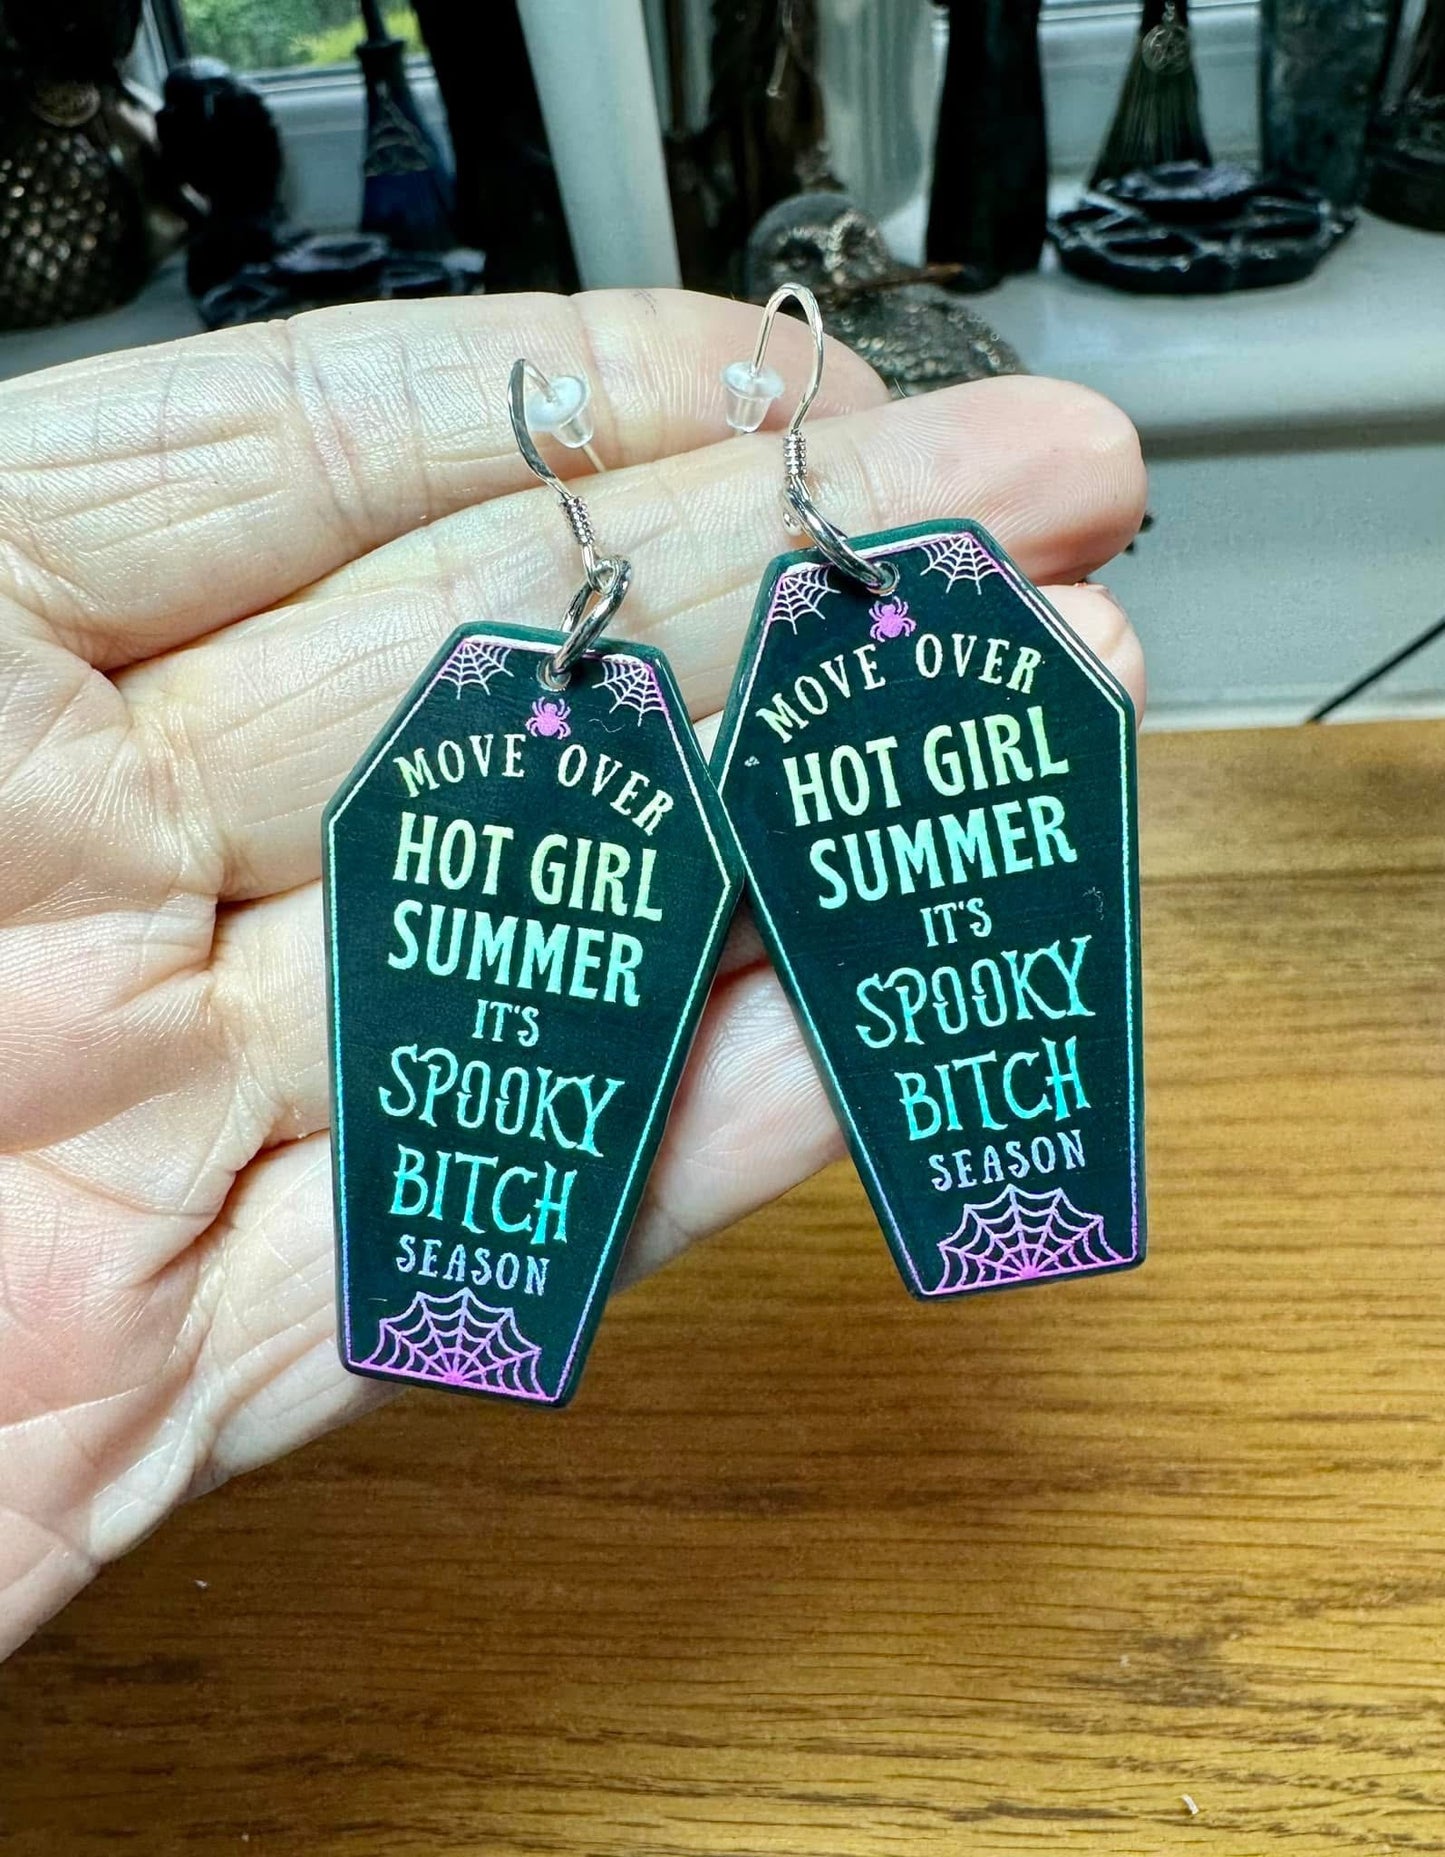 MOVE OVER
HOT GIRL
SUMMER
IT'S
SPOOKY
BITCH
SEASON
MOVE OVER
HOT GIRL
SUMMER
IT'S
SPOOKY
BITCH
SEASON